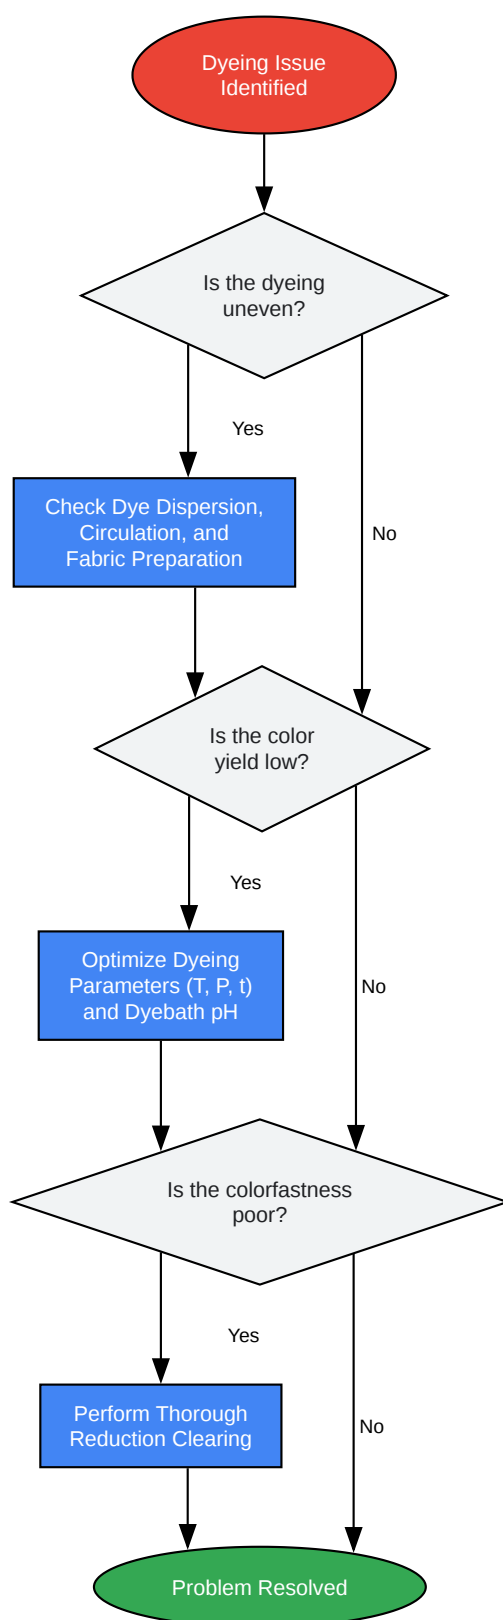 Dyeing Issue
Identified
Is the dyeing
uneven?
Yes
Check Dye Dispersion,
Circulation, and
Fabric Preparation
No
Is the color
yield low?
Yes
Optimize Dyeing
Parameters (T, P, t)
and Dyebath pH
No
Is the colorfastness
poor?
Yes
Perform Thorough
Reduction Clearing
No
Problem Resolved